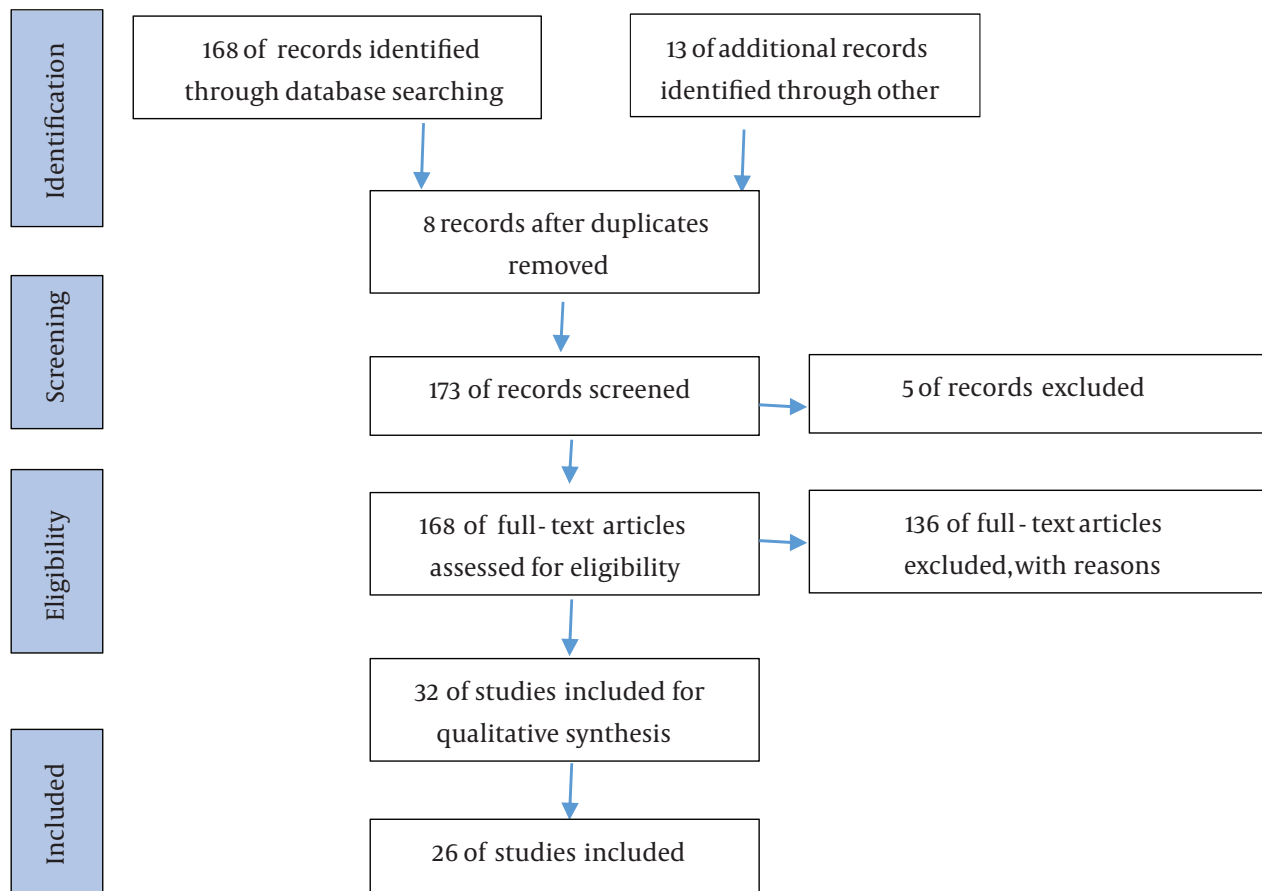 Identification
168 of records identified
through database searching
13 of additional records
identified through other
8 records after duplicates
removed
Screening
173 of records screened
5 of records excluded
Eligibility
168 of full-text articles
assessed for eligibility
136 of full-text articles
excluded, with reasons
32 of studies included for
qualitative synthesis
Included
26 of studies included